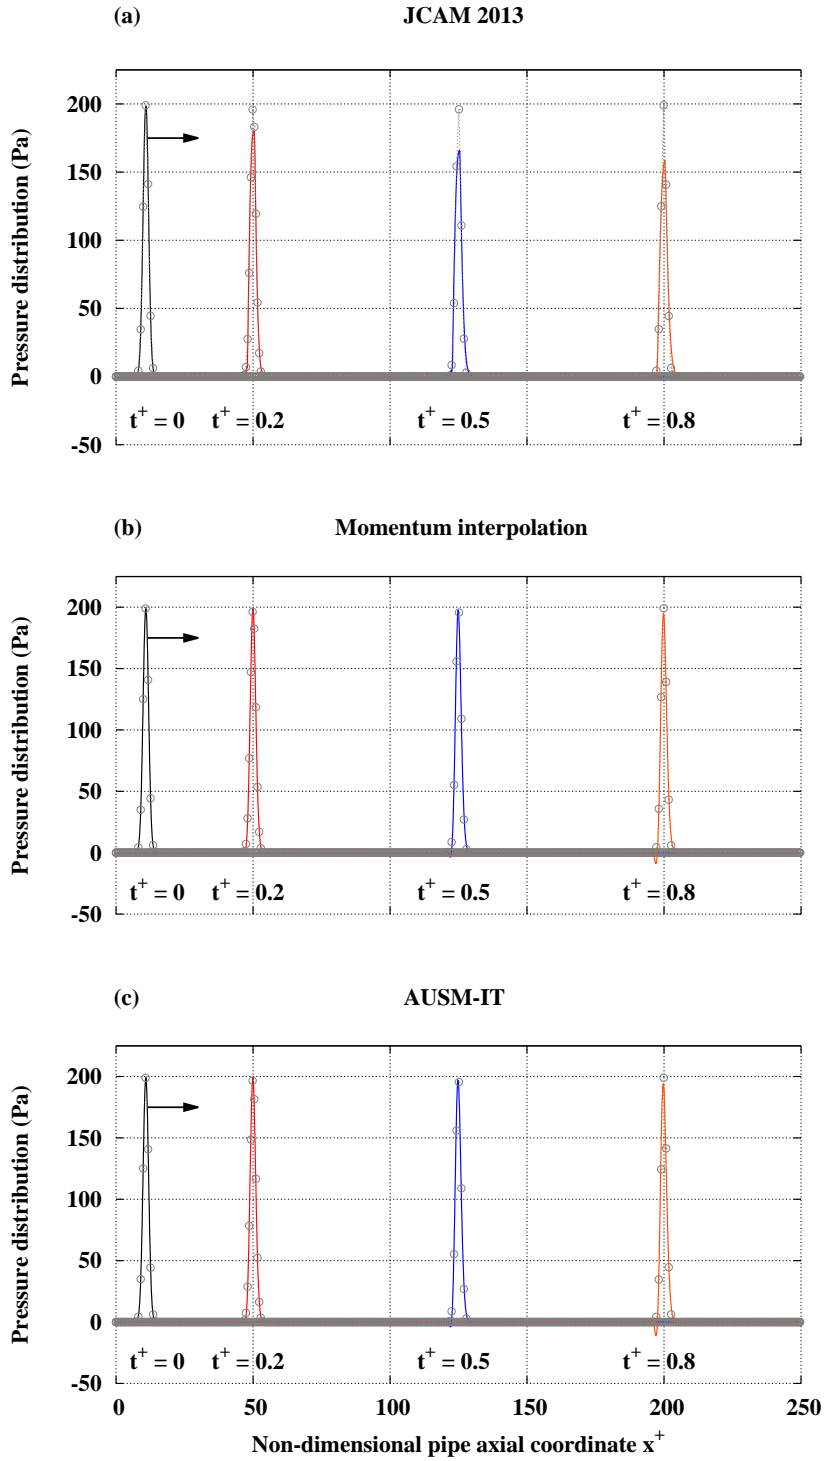 (a) JCAM 2013
Pressure distribution (Pa)
200
150
100
50
0
-50
t+ = 0 t+ = 0.2 t+ = 0.5 t+ = 0.8
(b) Momentum interpolation
Pressure distribution (Pa)
200
150
100
50
0
-50
t+ = 0 t+ = 0.2 t+ = 0.5 t+ = 0.8
(c) AUSM-IT
Pressure distribution (Pa)
200
150
100
50
0
-50
t+ = 0 t+ = 0.2 t+ = 0.5 t+ = 0.8
0 50 100 150 200 250
Non-dimensional pipe axial coordinate x+